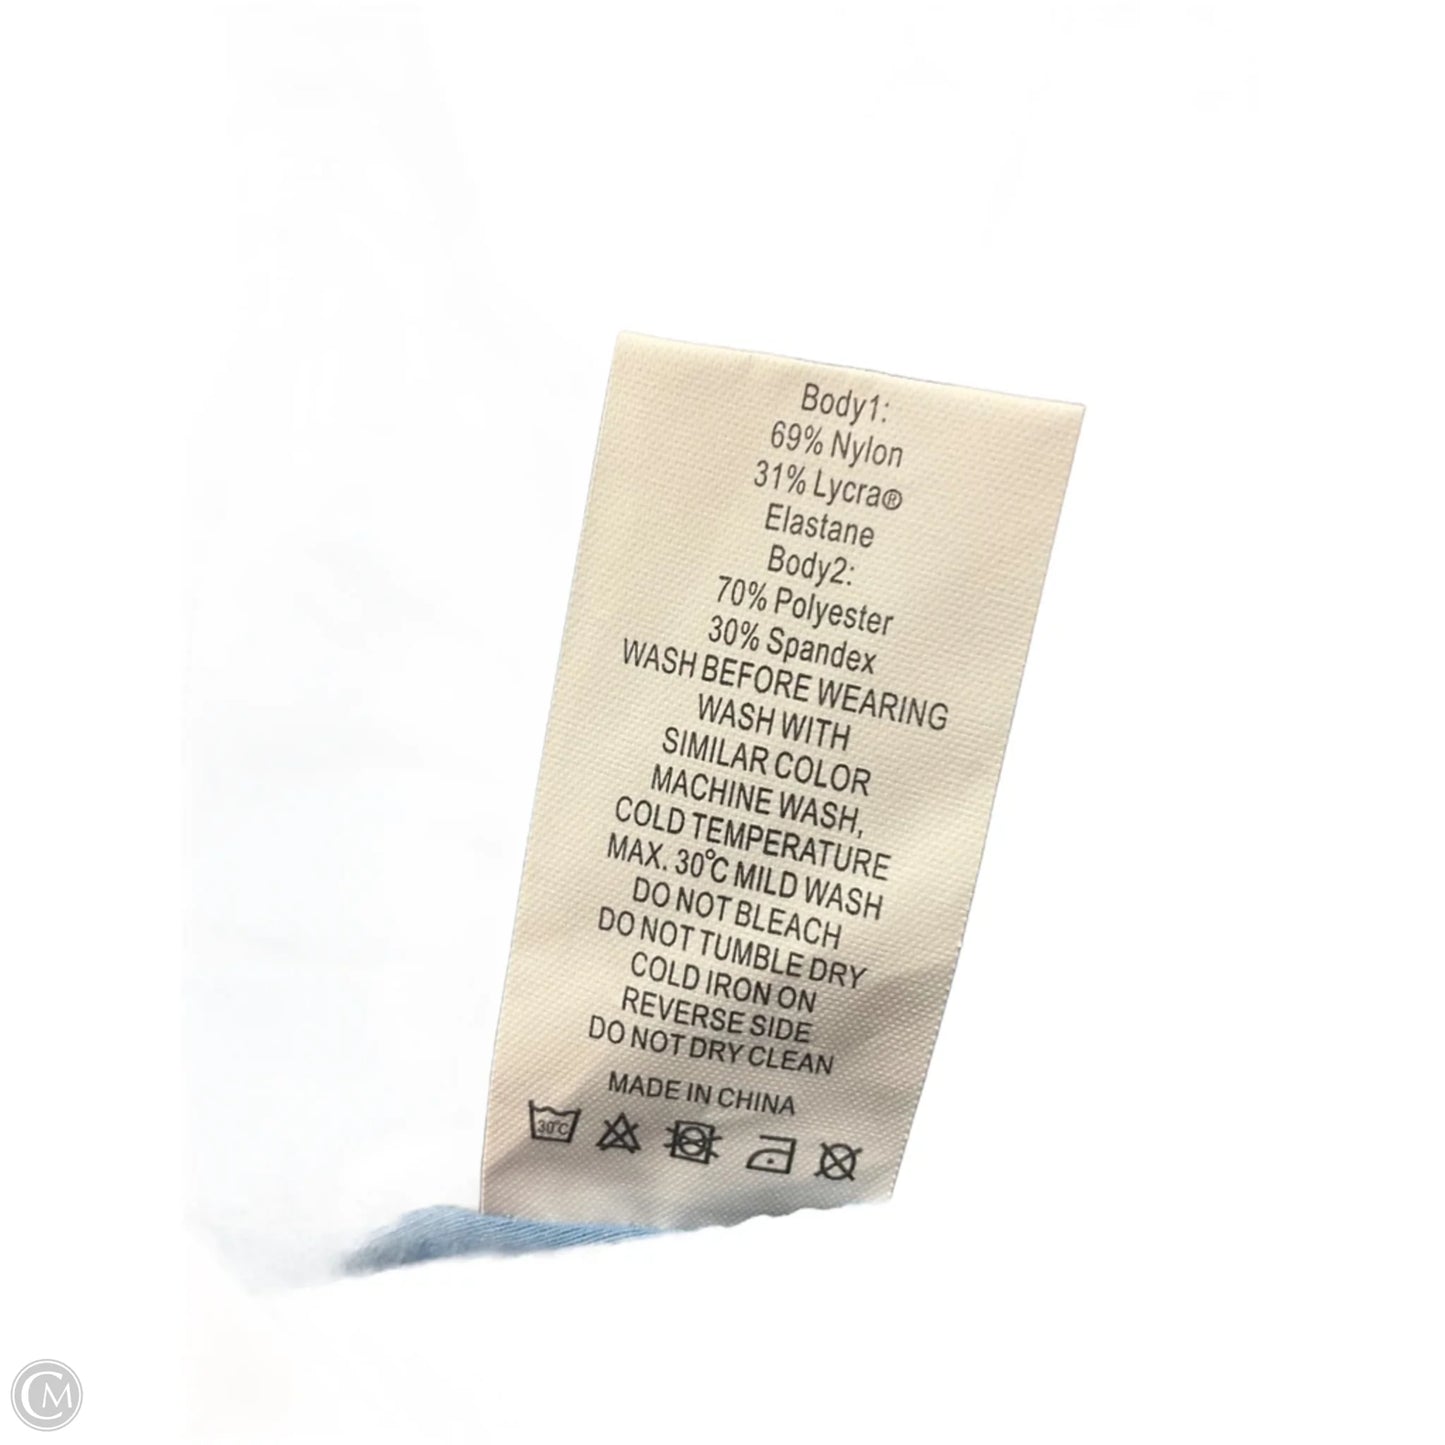 Body1:
69% Nylon
31% Lycra®
Elastane
Body2:
70% Polyester
30% Spandex
WASH BEFORE WEARING
WASH WITH
SIMILAR COLOR
MACHINE WASH,
COLD TEMPERATURE
MAX. 30°C MILD WASH
DO NOT BLEACH
DO NOT TUMBLE DRY
COLD IRON ON
REVERSE SIDE
DO NOT DRY CLEAN
MADE IN CHINA
30°C
CM